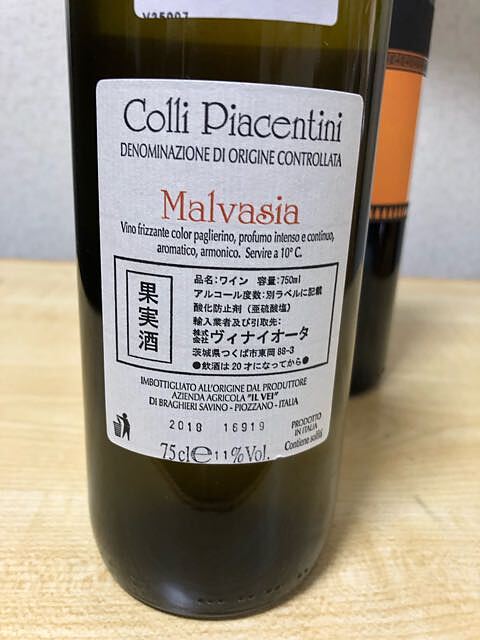 V35007
Colli Piacentini
DENOMINAZIONE DI ORIGINE CONTROLLATA
Malvasia
Vino frizzante color paglierino, profumo intenso e continuo,
aromatico, armonico. Servire a 10° C.
果実酒
品名:ワイン 容量:750ml
アルコール度数:別ラベルに記載
酸化防止剤(亜硫酸塩)
輸入業者及び引取先:
株式会社ヴィナイオータ
茨城県つくば市東岡 88-3
●飲酒は20才になってから●
IMBOTTIGLIATO ALL'ORIGINE DAL PRODUTTORE
AZIENDA AGRICOLA "IL VEI"
DI BRAGHIERI SAVINO - PIOZZANO - ITALIA
2018 16919
PRODOTTO
IN ITALIA
Contiene solfiti
75cl℮11%Vol.